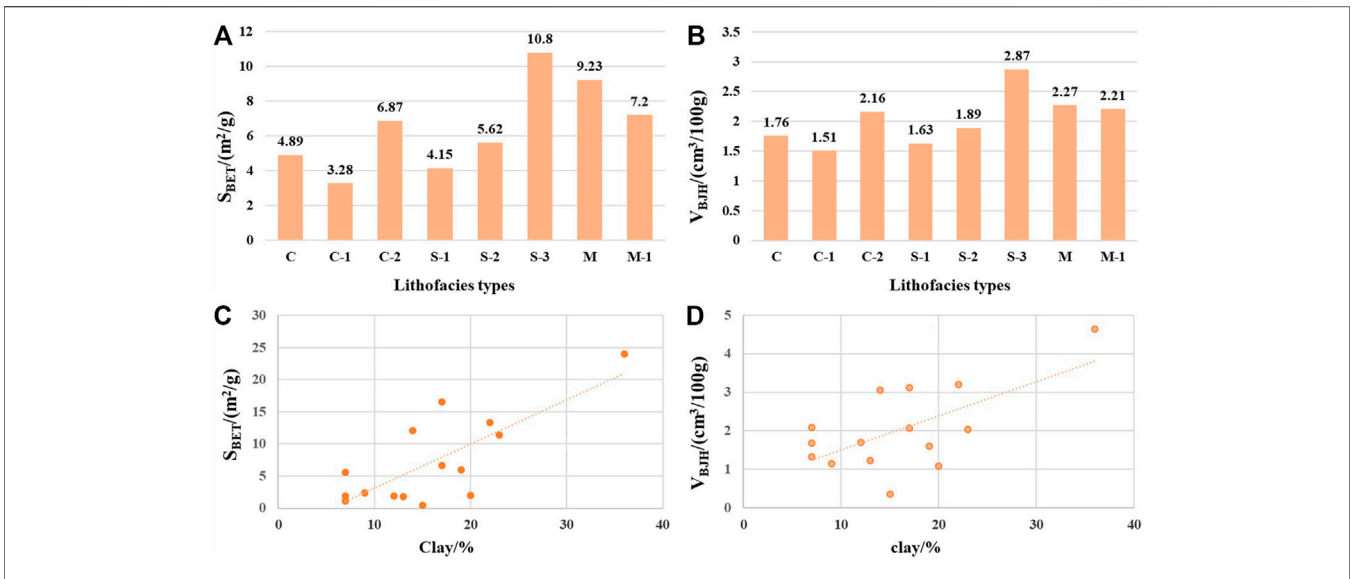 A
S_BET/(m²/g)
12
10
8
6
4
2
0
4.89
3.28
6.87
4.15
5.62
10.8
9.23
7.2
C C-1 C-2 S-1 S-2 S-3 M M-1
Lithofacies types
B
V_BJH/(cm³/100g)
3.5
3
2.5
2
1.5
1
0.5
0
1.76
1.51
2.16
1.63
1.89
2.87
2.27
2.21
C C-1 C-2 S-1 S-2 S-3 M M-1
Lithofacies types
C
S_BET/(m²/g)
30
25
20
15
10
5
0
0 10 20 30 40
Clay/%
D
V_BJH/(cm³/100g)
5
4
3
2
1
0
0 10 20 30 40
clay/%